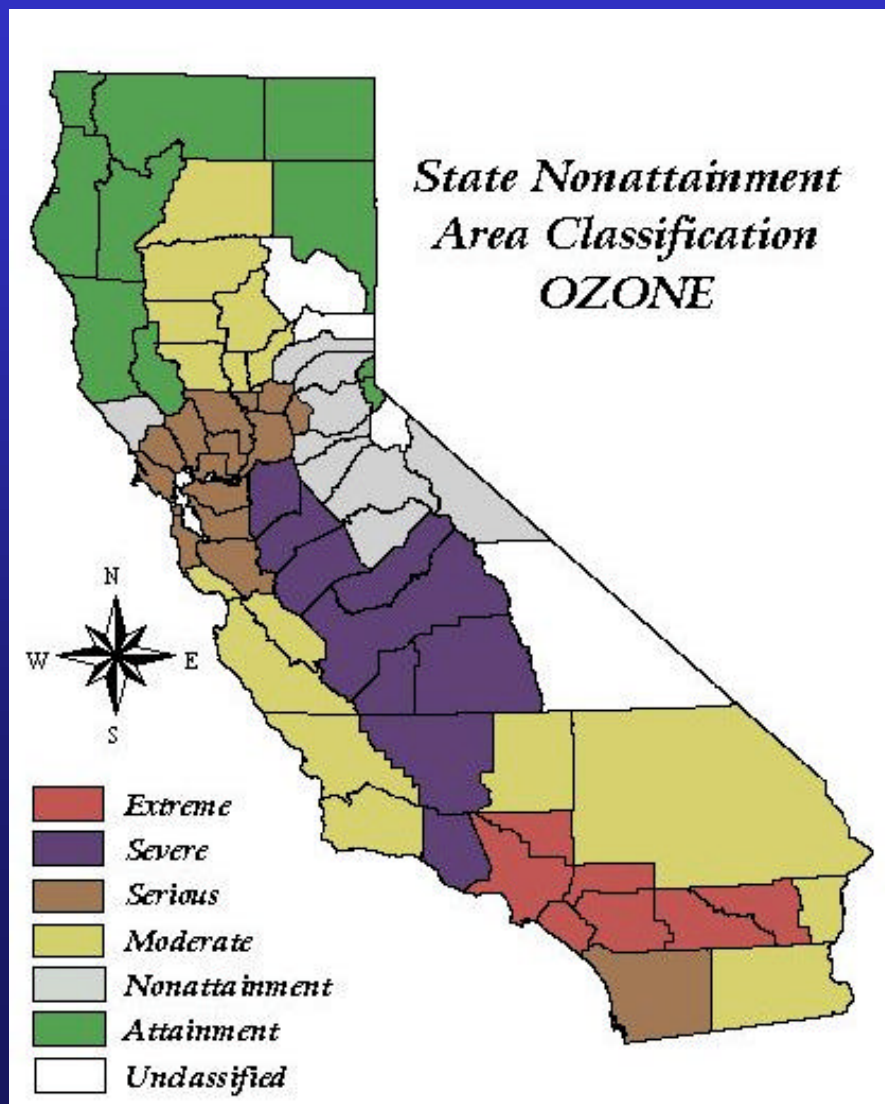 State Nonattainment
Area Classification
OZONE
N
W E
S
Extreme
Severe
Serious
Moderate
Nonattainment
Attainment
Unclassified